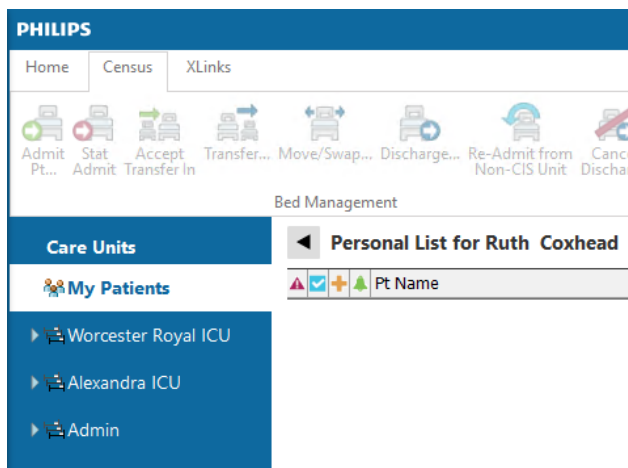 PHILIPS
Home Census XLinks
Admit Stat Accept Transfer... Move/Swap... Discharge... Re-Admit from
Pt... Admit Transfer In Non-CIS Unit
Bed Management
Care Units
Personal List for Ruth Coxhead
My Patients
Pt Name
Worcester Royal ICU
Alexandra ICU
Admin